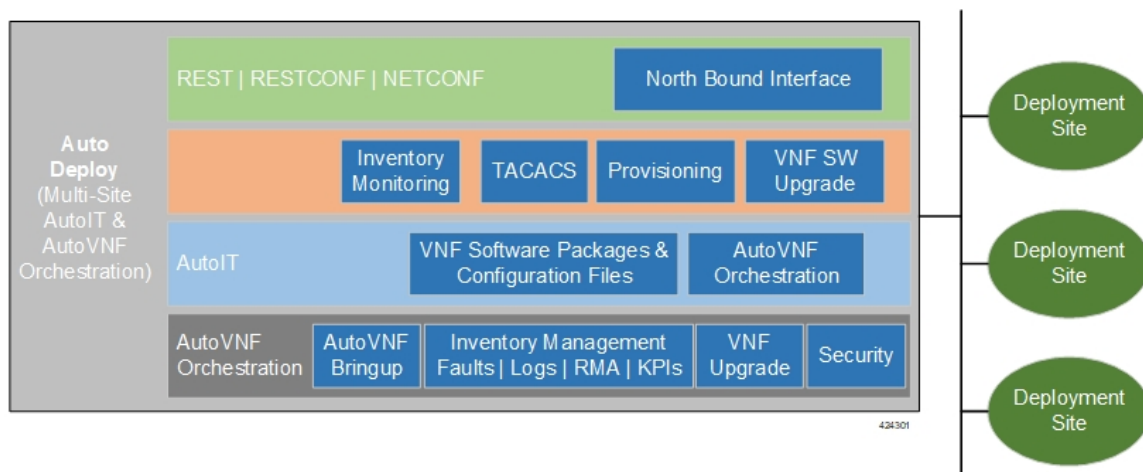 REST | RESTCONF | NETCONF
North Bound Interface
Auto
Deploy
(Multi-Site
AutoIT &
AutoVNF
Orchestration)
Inventory
Monitoring
TACACS
Provisioning
VNF SW
Upgrade
AutoIT
VNF Software Packages &
Configuration Files
AutoVNF
Orchestration
AutoVNF
Orchestration
AutoVNF
Bringup
Inventory Management
Faults | Logs | RMA | KPIs
VNF
Upgrade
Security
424301
Deployment
Site
Deployment
Site
Deployment
Site